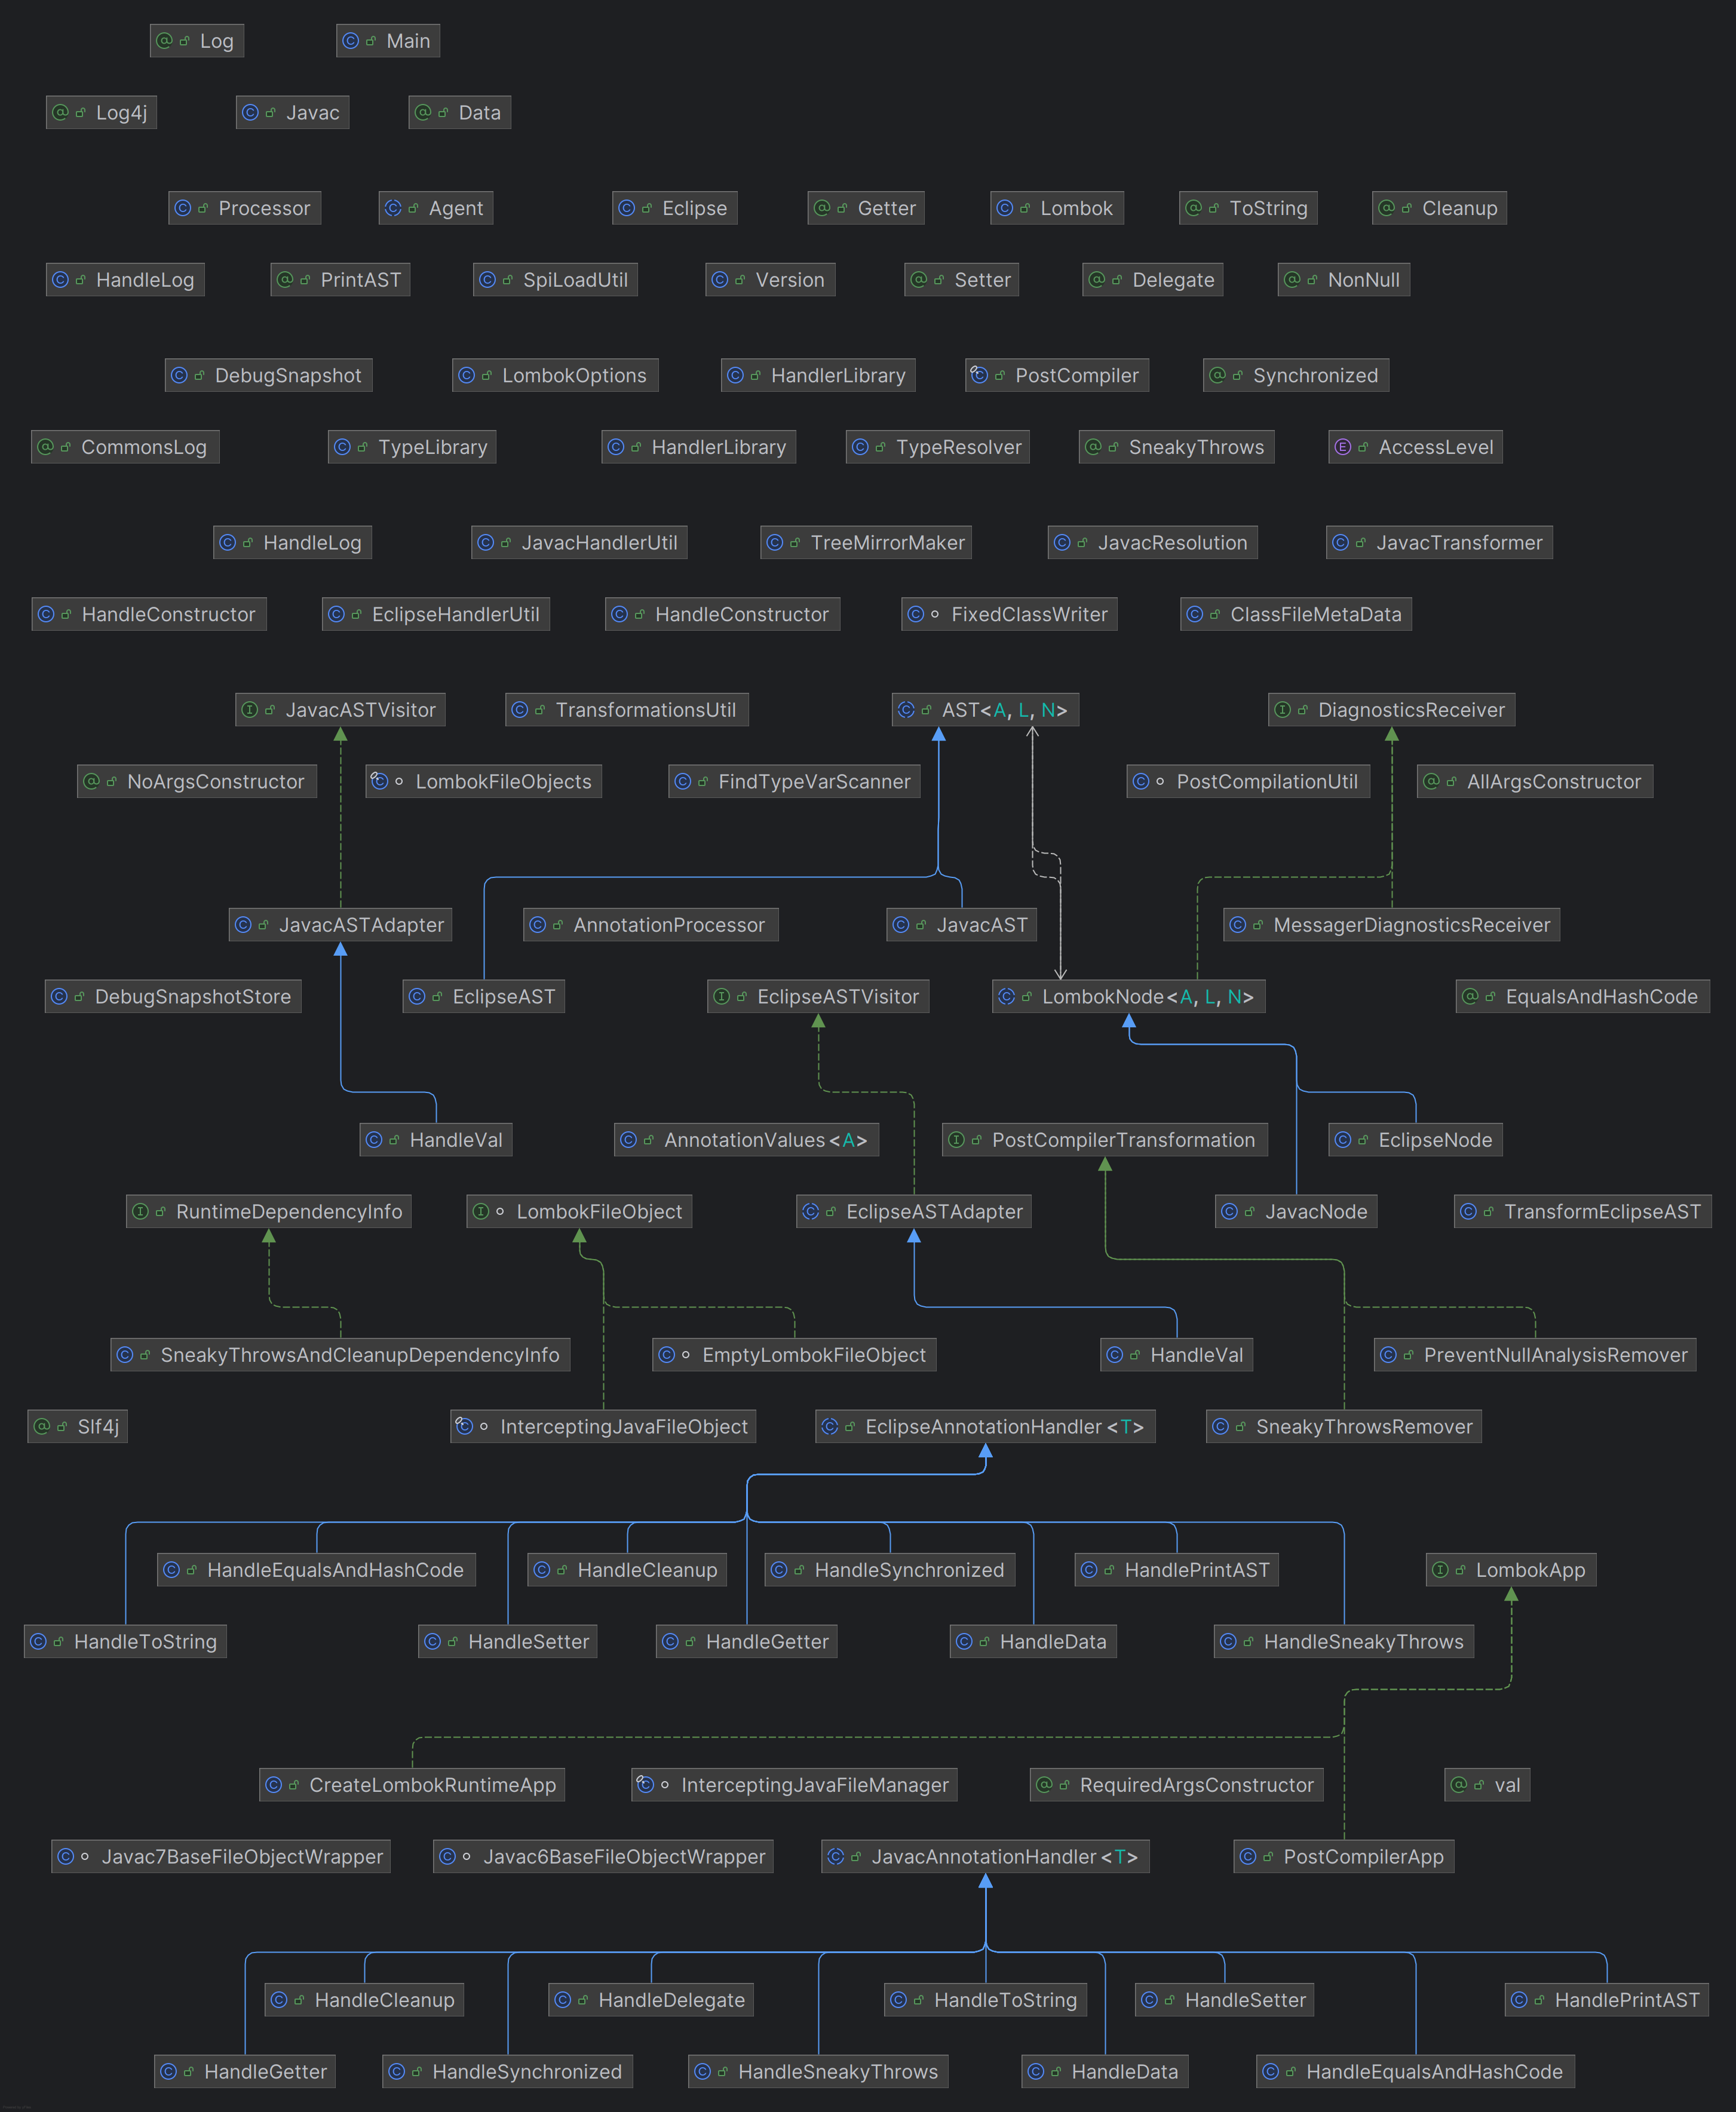 Log
Main
Log4j
Javac
Data
Processor
Agent
Eclipse
Getter
Lombok
ToString
Cleanup
HandleLog
PrintAST
SpiLoadUtil
Version
Setter
Delegate
NonNull
DebugSnapshot
LombokOptions
HandlerLibrary
PostCompiler
Synchronized
CommonsLog
TypeLibrary
HandlerLibrary
TypeResolver
SneakyThrows
AccessLevel
HandleLog
JavacHandlerUtil
TreeMirrorMaker
JavacResolution
JavacTransformer
HandleConstructor
EclipseHandlerUtil
HandleConstructor
FixedClassWriter
ClassFileMetaData
JavacASTVisitor
TransformationsUtil
AST<A, L, N>
DiagnosticsReceiver
NoArgsConstructor
LombokFileObjects
FindTypeVarScanner
PostCompilationUtil
AllArgsConstructor
JavacASTAdapter
AnnotationProcessor
JavacAST
MessagerDiagnosticsReceiver
DebugSnapshotStore
EclipseAST
EclipseASTVisitor
LombokNode<A, L, N>
EqualsAndHashCode
HandleVal
AnnotationValues<A>
PostCompilerTransformation
EclipseNode
RuntimeDependencyInfo
LombokFileObject
EclipseASTAdapter
JavacNode
TransformEclipseAST
SneakyThrowsAndCleanupDependencyInfo
EmptyLombokFileObject
HandleVal
PreventNullAnalysisRemover
Slf4j
InterceptingJavaFileObject
EclipseAnnotationHandler<T>
SneakyThrowsRemover
HandleEqualsAndHashCode
HandleCleanup
HandleSynchronized
HandlePrintAST
LombokApp
HandleToString
HandleSetter
HandleGetter
HandleData
HandleSneakyThrows
CreateLombokRuntimeApp
InterceptingJavaFileManager
RequiredArgsConstructor
val
Javac7BaseFileObjectWrapper
Javac6BaseFileObjectWrapper
JavacAnnotationHandler<T>
PostCompilerApp
HandleCleanup
HandleDelegate
HandleToString
HandleSetter
HandlePrintAST
HandleGetter
HandleSynchronized
HandleSneakyThrows
HandleData
HandleEqualsAndHashCode